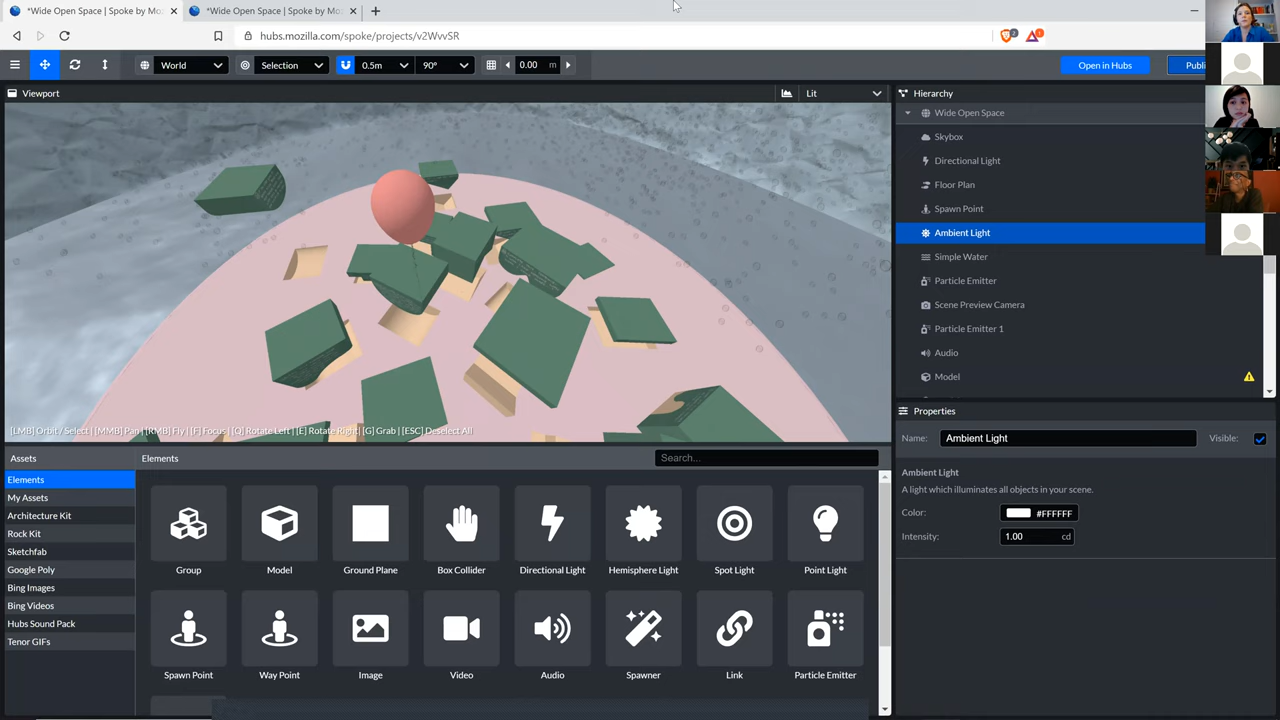 *Wide Open Space | Spoke by Mo
*Wide Open Space | Spoke by Mo
hubs.mozilla.com/spoke/projects/v2WvvSR
World
Selection
0.5m
90°
0.00 m
Open in Hubs
Publi
Viewport
Lit
Hierarchy
Wide Open Space
Skybox
Directional Light
Floor Plan
Spawn Point
Ambient Light
Simple Water
Particle Emitter
Scene Preview Camera
Particle Emitter 1
Audio
Model
[LMB] Orbit / Select | [MMB] Pan | [RMB] Fly | [F] Focus | [Q] Rotate Left | [E] Rotate Right | [G] Grab | [ESC] Deselect All
Properties
Name: Ambient Light Visible:
Ambient Light
A light which illuminates all objects in your scene.
Color: #FFFFFF
Intensity: 1.00 cd
Assets
Elements
My Assets
Architecture Kit
Rock Kit
Sketchfab
Google Poly
Bing Images
Bing Videos
Hubs Sound Pack
Tenor GIFs
Elements
Search...
Group
Model
Ground Plane
Box Collider
Directional Light
Hemisphere Light
Spot Light
Point Light
Spawn Point
Way Point
Image
Video
Audio
Spawner
Link
Particle Emitter